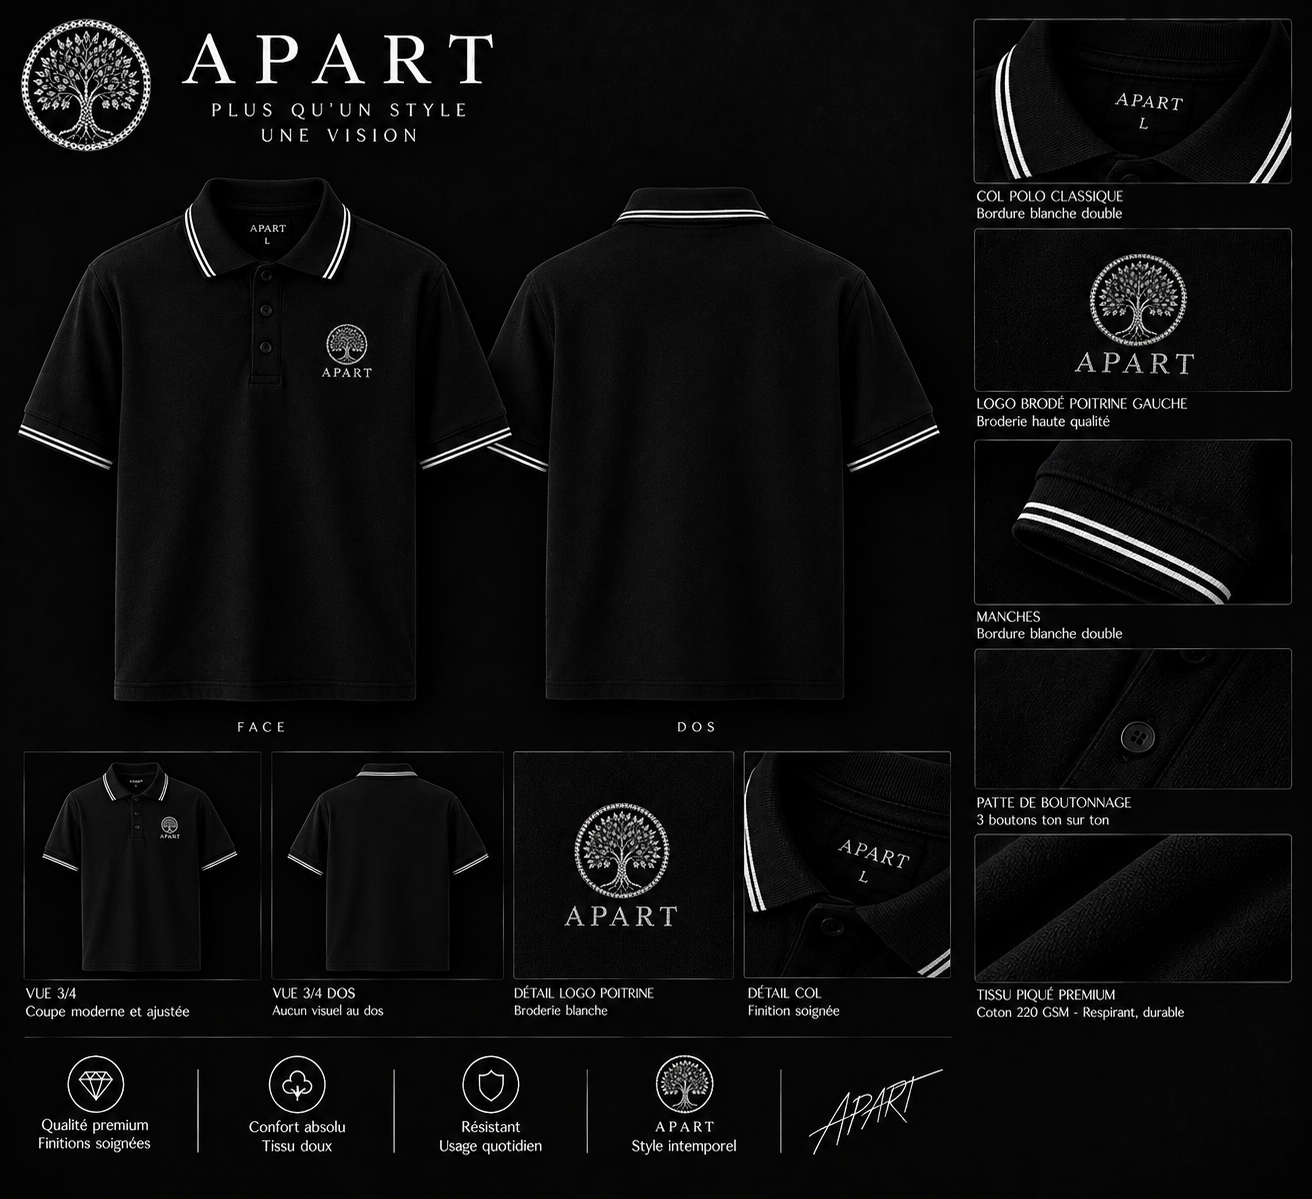 APART
PLUS QU'UN STYLE
UNE VISION
APART
L
APART
FACE
DOS
APART
L
COL POLO CLASSIQUE
Bordure blanche double
APART
LOGO BRODÉ POITRINE GAUCHE
Broderie haute qualité
MANCHES
Bordure blanche double
PATTE DE BOUTONNAGE
3 boutons ton sur ton
TISSU PIQUÉ PREMIUM
Coton 220 GSM - Respirant, durable
APART
L
APART
VUE 3/4
Coupe moderne et ajustée
VUE 3/4 DOS
Aucun visuel au dos
APART
DÉTAIL LOGO POITRINE
Broderie blanche
APART
L
DÉTAIL COL
Finition soignée
Qualité premium
Finitions soignées
Confort absolu
Tissu doux
Résistant
Usage quotidien
APART
Style intemporel
APART